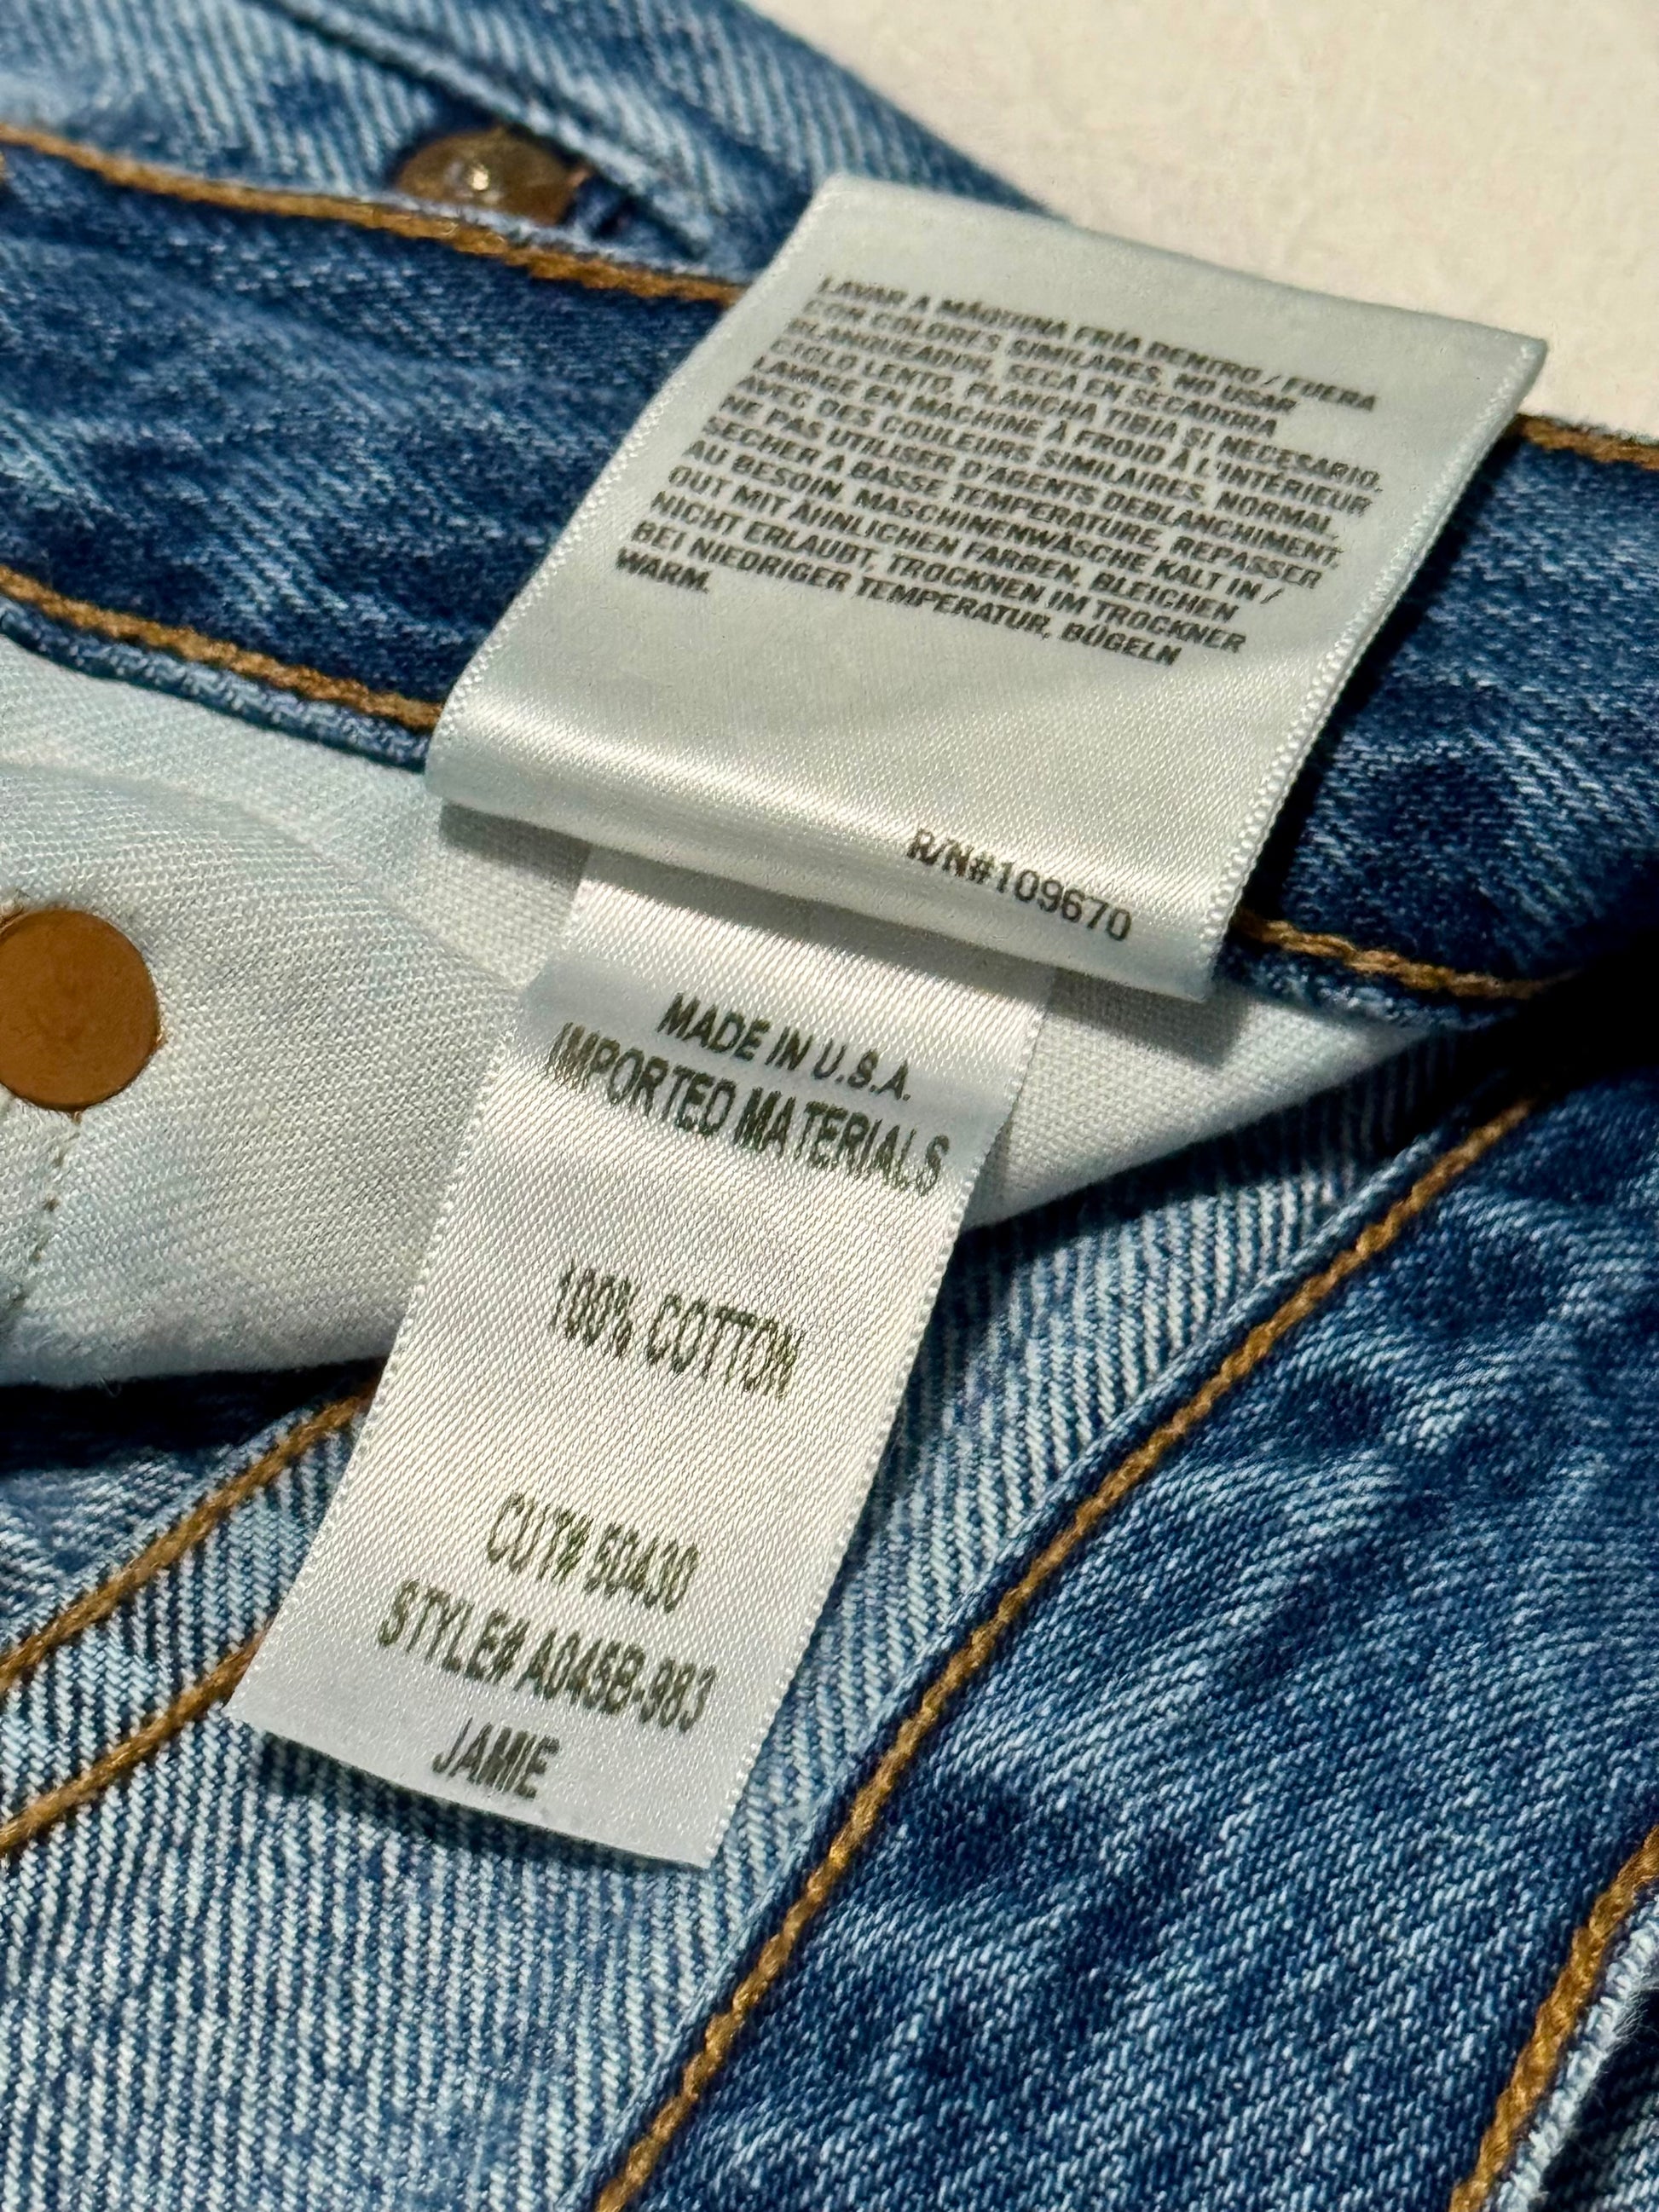 LAVAR A MÁQUINA FRÍA DENTRO / FUERA
CON COLORES SIMILARES, NO USAR
BLANQUEADOR, SECA EN SECADORA
CICLO LENTO, PLANCHA TIBIA SI NECESARIO.
LAVAGE EN MACHINE À FROID À L'INTÉRIEUR
AVEC DES COULEURS SIMILAIRES, NORMAL,
NE PAS UTILISER D'AGENTS DEBLANCHIMENT,
SECHER A BASSE TEMPERATURE, REPASSER
AU BESOIN. MASCHINENWÄSCHE KALT IN /
OUT MIT ÄHNLICHEN FARBEN, BLEICHEN
NICHT ERLAUBT, TROCKNEN IM TROCKNER
BEI NIEDRIGER TEMPERATUR, BÜGELN
WARM.
R/N#109670
MADE IN U.S.A.
IMPORTED MATERIALS
100% COTTON
CUT# 50430
STYLE# A045B-983
JAMIE